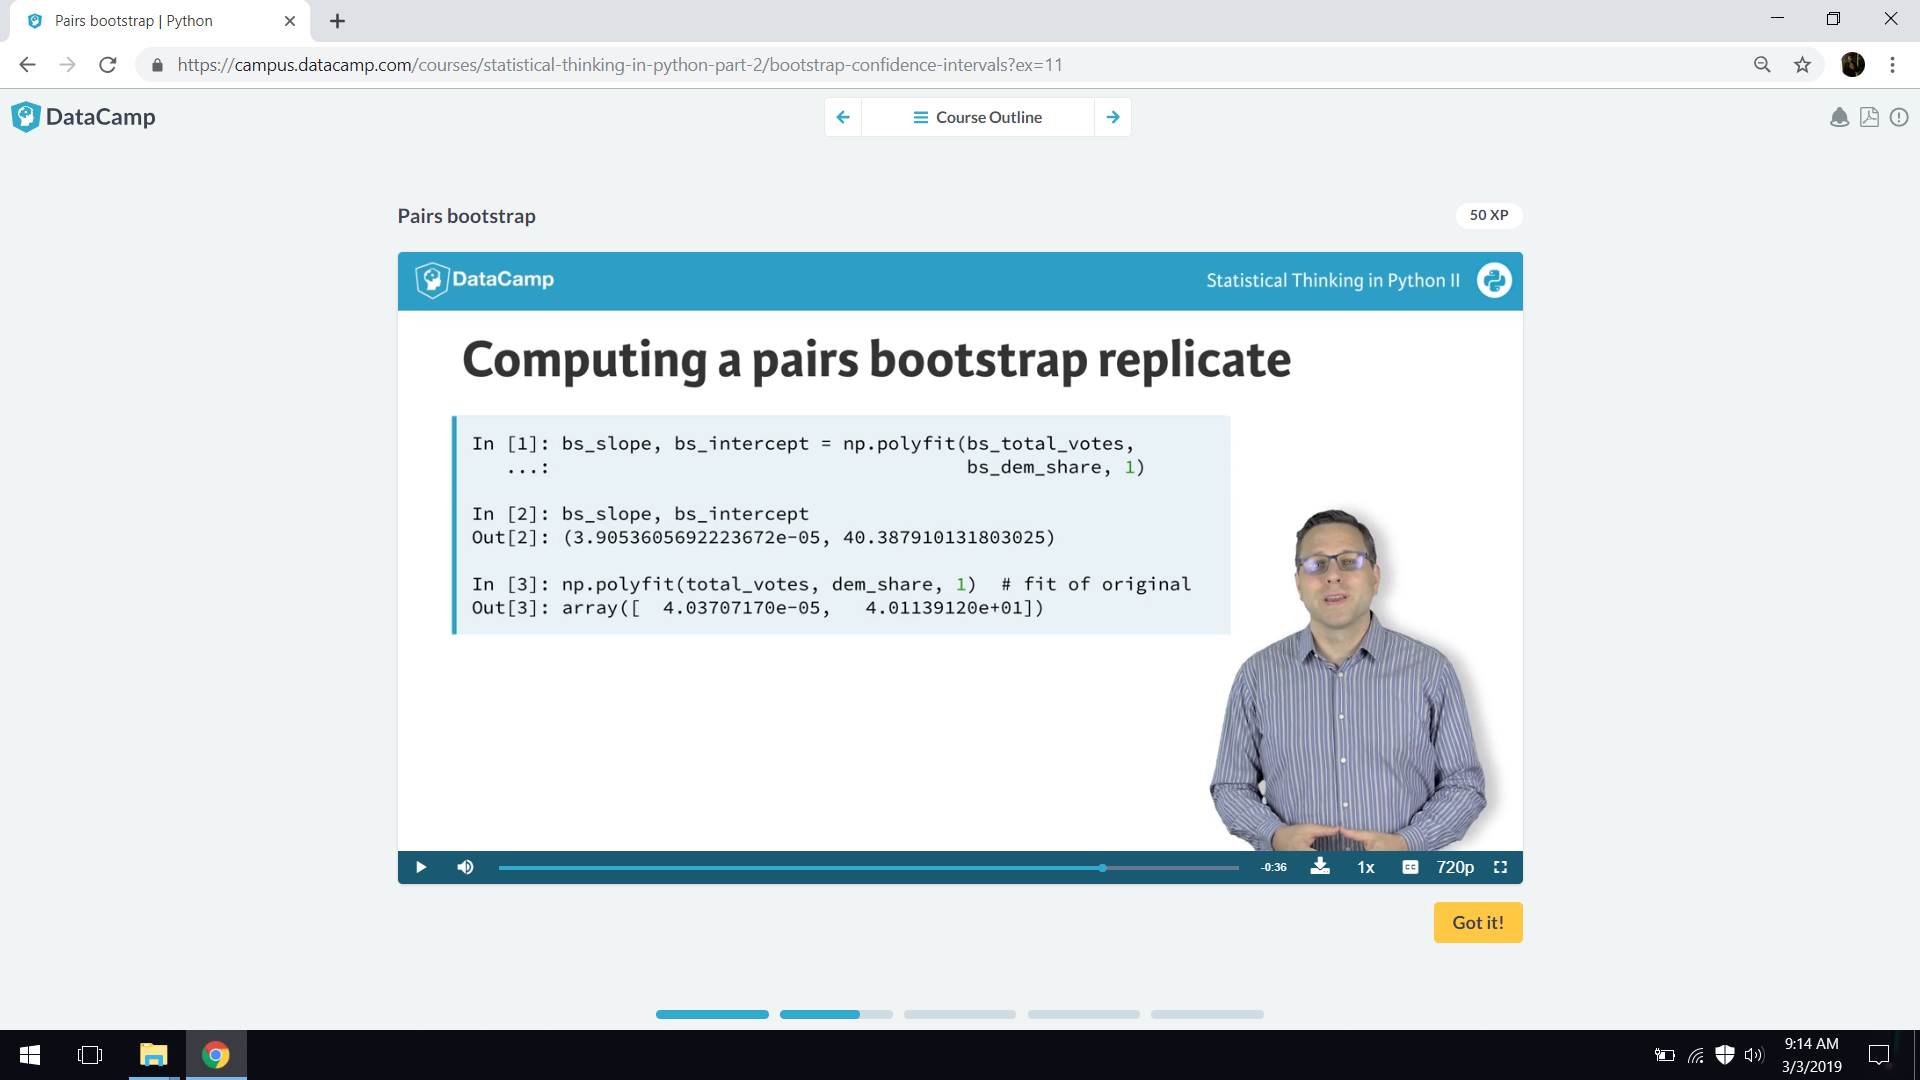 Pairs bootstrap | Python
https://campus.datacamp.com/courses/statistical-thinking-in-python-part-2/bootstrap-confidence-intervals?ex=11
DataCamp
Course Outline
Pairs bootstrap
50 XP
DataCamp
Statistical Thinking in Python II
Computing a pairs bootstrap replicate
In [1]: bs_slope, bs_intercept = np.polyfit(bs_total_votes,
...: bs_dem_share, 1)
In [2]: bs_slope, bs_intercept
Out[2]: (3.9053605692223672e-05, 40.387910131803025)
In [3]: np.polyfit(total_votes, dem_share, 1) # fit of original
Out[3]: array([ 4.03707170e-05, 4.01139120e+01])
-0:36
1x
CC
720p
Got it!
9:14 AM
3/3/2019